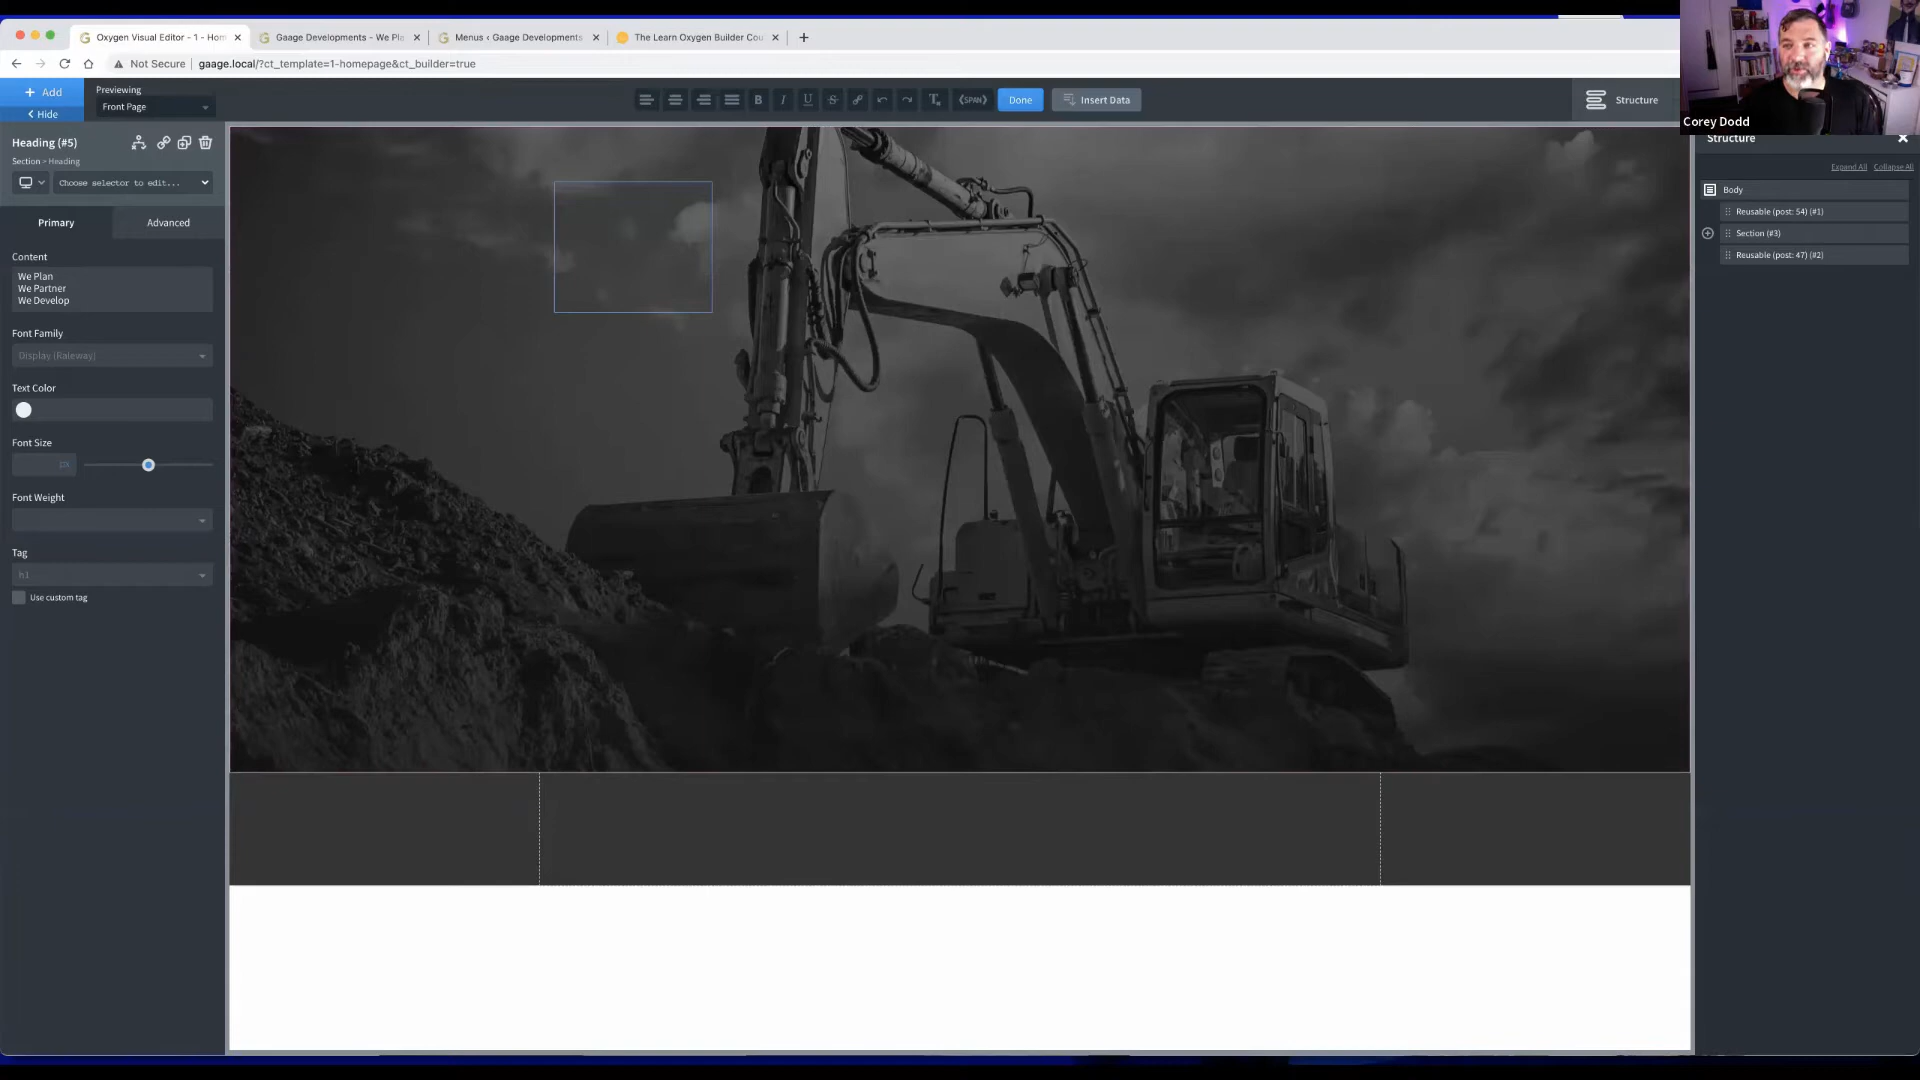 Oxygen Visual Editor - 1 - Hom
Gaage Developments - We Pla
Menus ‹ Gaage Developments
The Learn Oxygen Builder Cou
Not Secure
gaage.local/?ct_template=1-homepage&ct_builder=true
+ Add
Previewing
Front Page
< Hide
B
I
U
S
Tx
<SPAN>
Done
Insert Data
Structure
Corey Dodd
Heading (#5)
Section > Heading
Choose selector to edit...
Primary
Advanced
Content
We Plan
We Partner
We Develop
Font Family
Display (Raleway)
Text Color
Font Size
px
Font Weight
Tag
h1
Use custom tag
Structure
Expand All
Collapse All
Body
Reusable (post: 54) (#1)
Section (#3)
Reusable (post: 47) (#2)